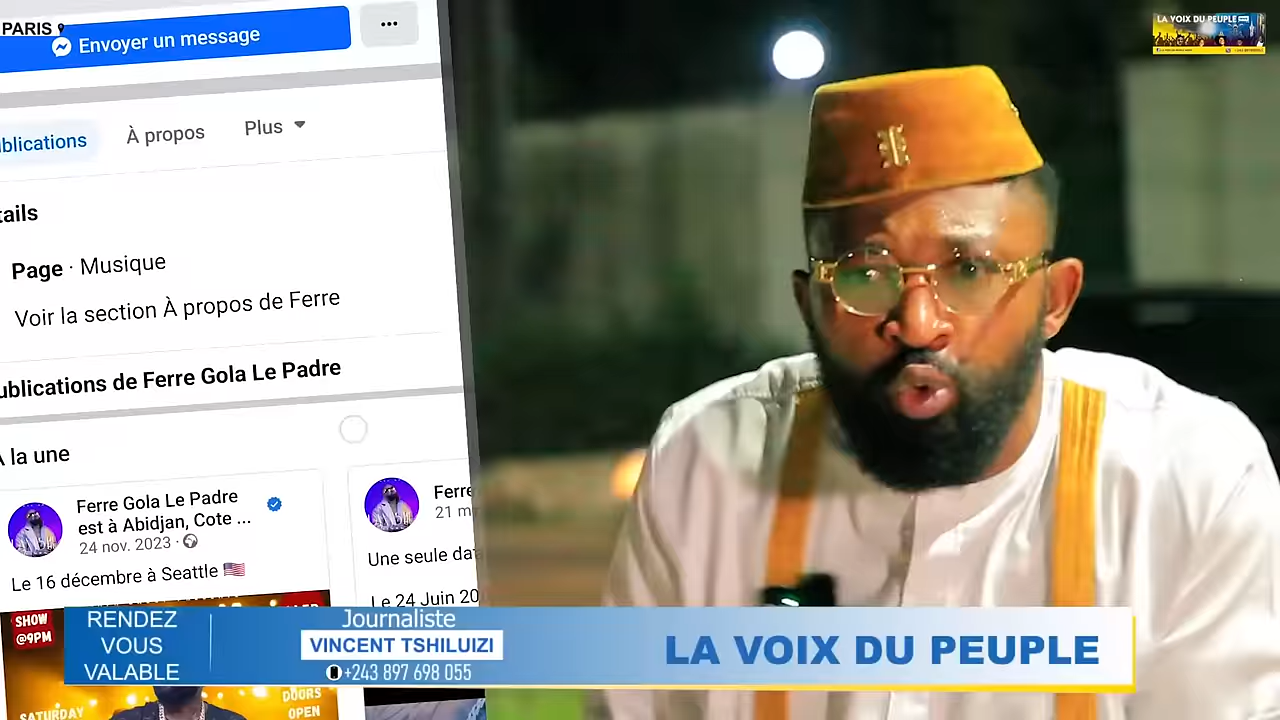 PARIS
Envoyer un message
À propos
Plus
Page · Musique
Voir la section À propos de Ferre
ublications de Ferre Gola Le Padre
À la une
Ferre Gola Le Padre
est à Abidjan, Cote ...
24 nov. 2023
Le 16 décembre à Seattle 🇺🇸
Ferre
21 m
Une seule dat
Le 24 Juin 20
SHOW
@9PM
SATURDAY
DOORS
OPEN
RENDEZ
VOUS
VALABLE
Journaliste
VINCENT TSHILUIZI
+243 897 698 055
LA VOIX DU PEUPLE
LA VOIX DU PEUPLE